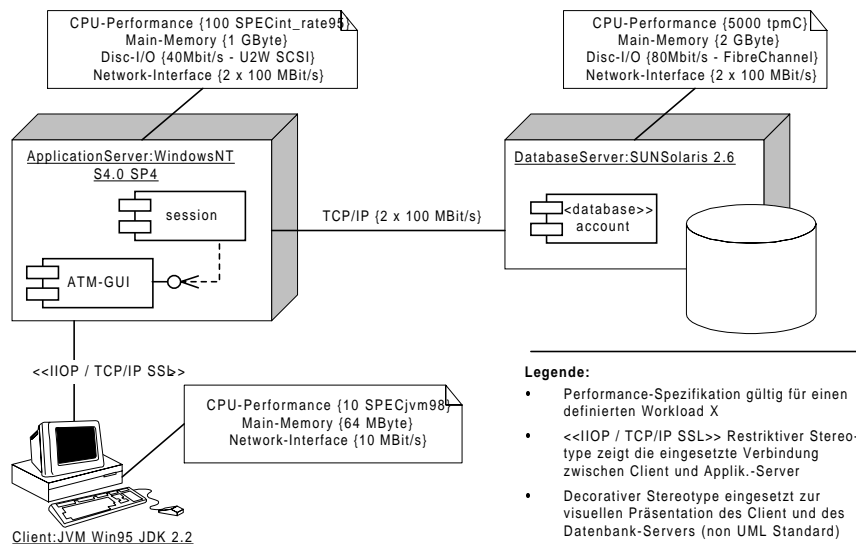 CPU-Performance {100 SPECint_rate95}
Main-Memory {1 GByte}
Disc-I/O {40Mbit/s - U2W SCSI}
Network-Interface {2 x 100 MBit/s}
CPU-Performance {5000 tpmC}
Main-Memory {2 GByte}
Disc-I/O {80Mbit/s - FibreChannel}
Network-Interface {2 x 100 MBit/s}
ApplicationServer:WindowsNT
S4.0 SP4
session
ATM-GUI
TCP/IP {2 x 100 MBit/s}
DatabaseServer:SUNSolaris 2.6
<database>>
account
<<IIOP / TCP/IP SSL>>
CPU-Performance {10 SPECjvm98}
Main-Memory {64 MByte}
Network-Interface {10 MBit/s}
Client:JVM Win95 JDK 2.2
Legende:
• Performance-Spezifikation gültig für einen
definierten Workload X
• <<IIOP / TCP/IP SSL>> Restriktiver Stereo-
type zeigt die eingesetzte Verbindung
zwischen Client und Applik.-Server
• Decorativer Stereotype eingesetzt zur
visuellen Präsentation des Client und des
Datenbank-Servers (non UML Standard)